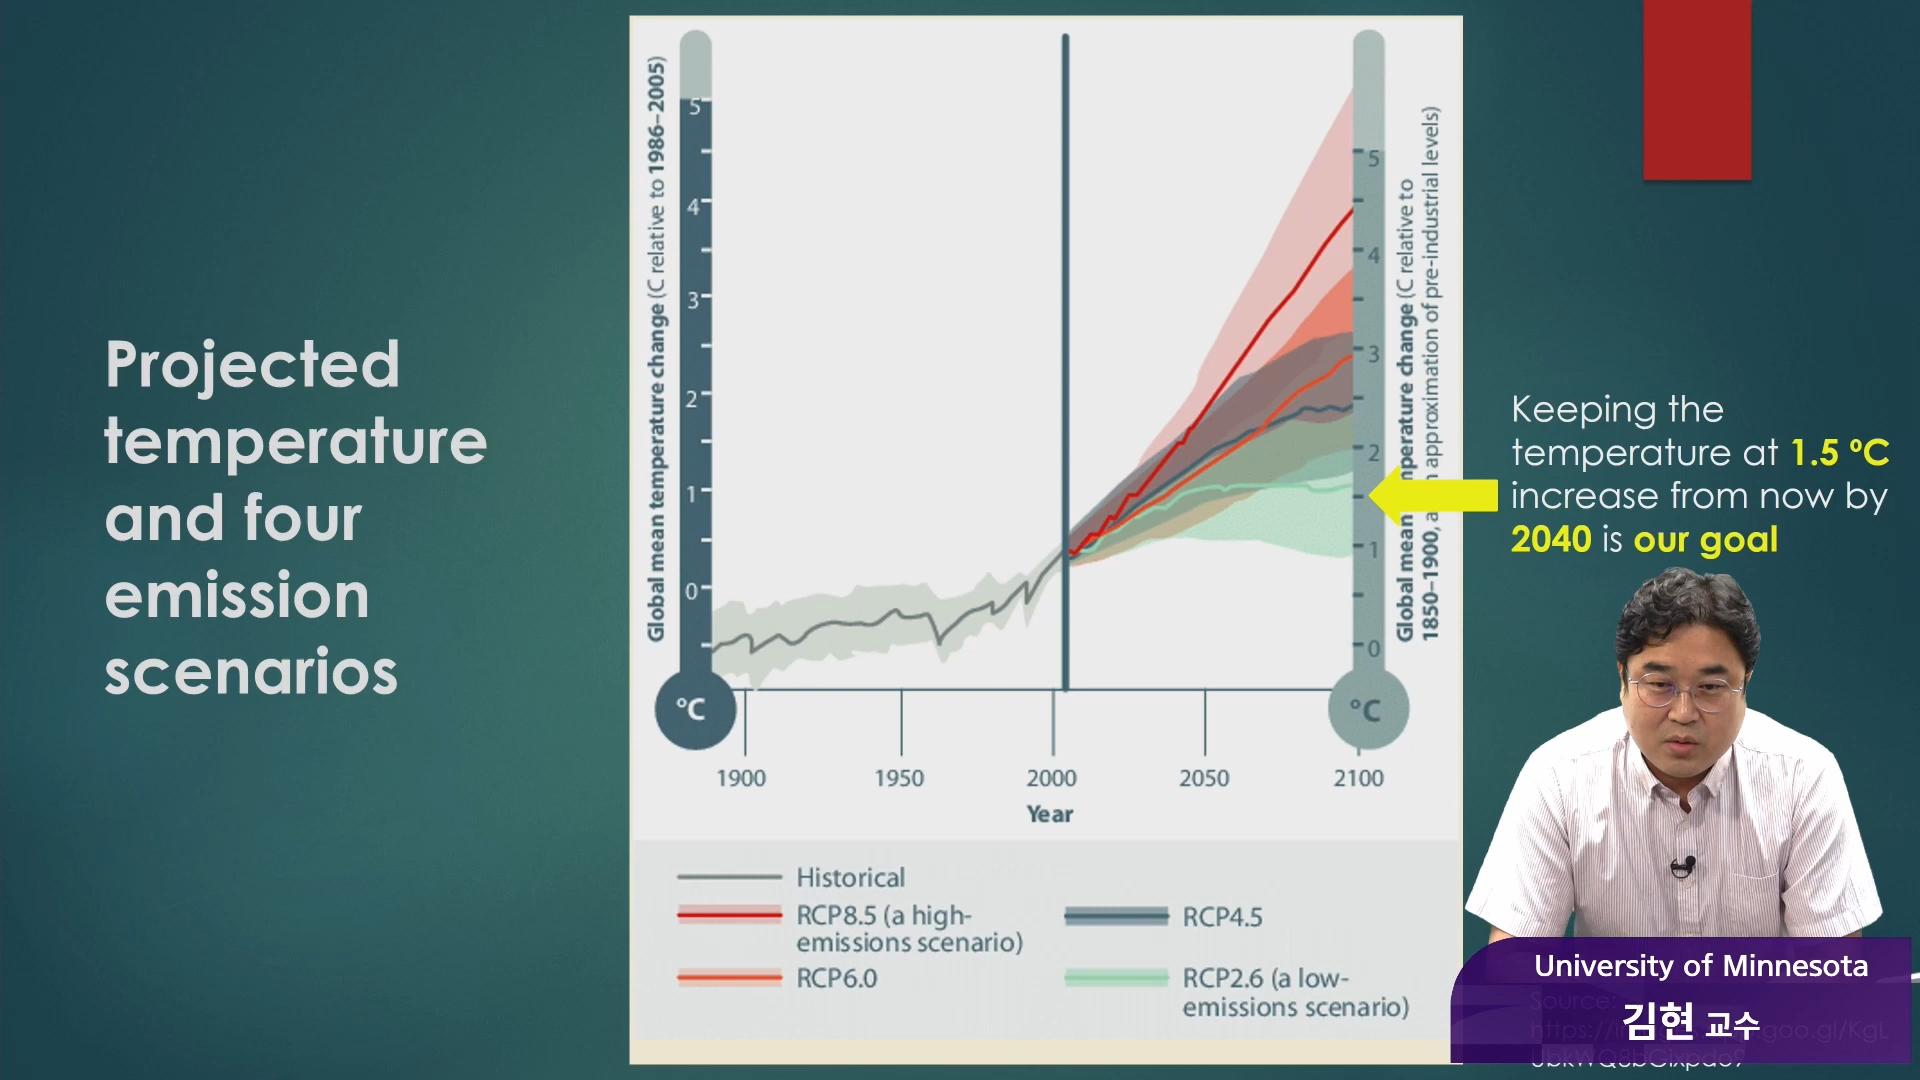 Projected
temperature
and four
emission
scenarios
Global mean temperature change (C relative to 1986–2005)
5
4
3
2
1
0
°C
5
4
3
2
1
0
°C
Global mean temperature change (C relative to
1850–1900, approximation of pre-industrial levels)
1900
1950
2000
2050
2100
Year
Historical
RCP8.5 (a high-
emissions scenario)
RCP6.0
RCP4.5
RCP2.6 (a low-
emissions scenario)
Keeping the
temperature at 1.5 ºC
increase from now by
2040 is our goal
University of Minnesota
김현 교수
Source: